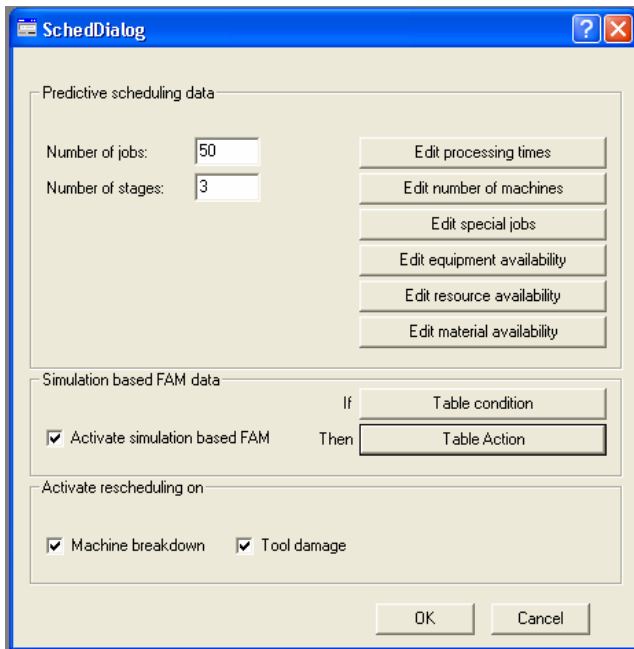 SchedDialog
Predictive scheduling data
Number of jobs: 50 Edit processing times
Number of stages: 3 Edit number of machines
Edit special jobs
Edit equipment availability
Edit resource availability
Edit material availability
Simulation based FAM data
If Table condition
Activate simulation based FAM Then Table Action
Activate rescheduling on
Machine breakdown Tool damage
OK Cancel